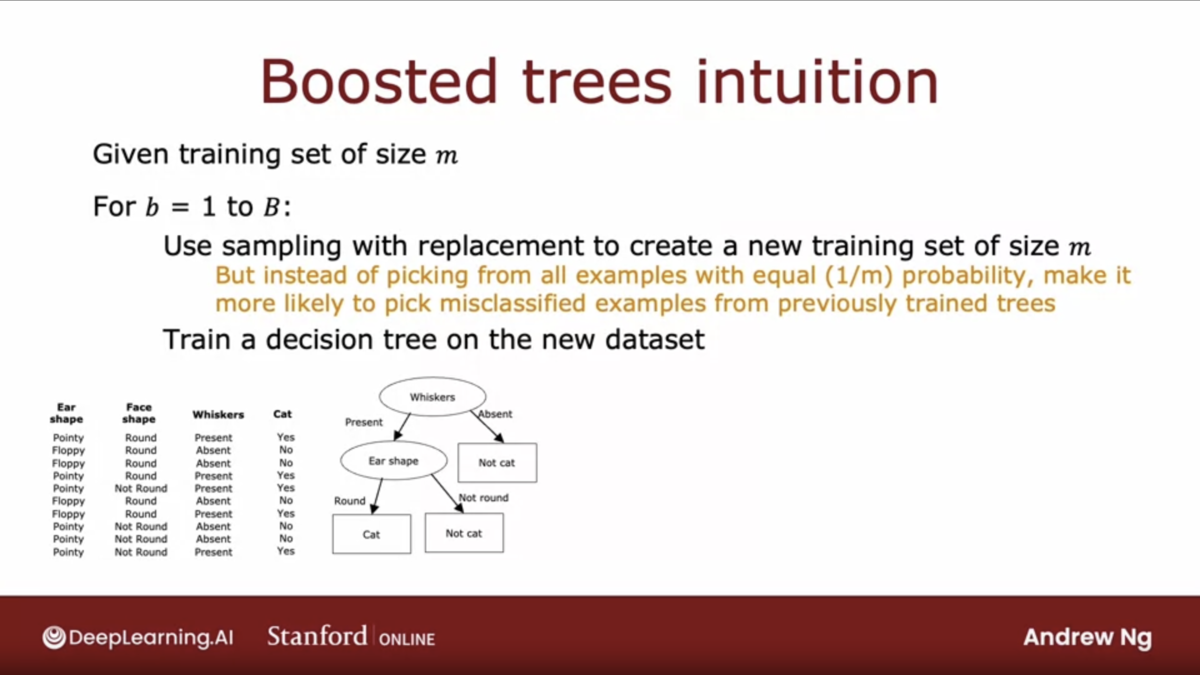 Boosted trees intuition
Given training set of size m
For b = 1 to B:
Use sampling with replacement to create a new training set of size m
But instead of picking from all examples with equal (1/m) probability, make it
more likely to pick misclassified examples from previously trained trees
Train a decision tree on the new dataset
Ear shape Face shape Whiskers Cat
Pointy Round Present Yes
Floppy Round Absent No
Floppy Round Absent No
Pointy Round Present Yes
Pointy Not Round Present Yes
Floppy Round Absent No
Floppy Round Present Yes
Pointy Not Round Absent No
Pointy Not Round Absent No
Pointy Not Round Present Yes
Whiskers
Present
Absent
Ear shape
Not cat
Round
Not round
Cat
Not cat
DeepLearning.AI
Stanford ONLINE
Andrew Ng